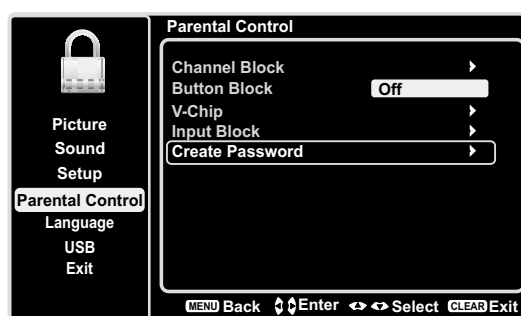 Parental Control
Channel Block
Button Block Off
V-Chip
Input Block
Create Password
Picture
Sound
Setup
Parental Control
Language
USB
Exit
MENU Back Enter Select CLEAR Exit